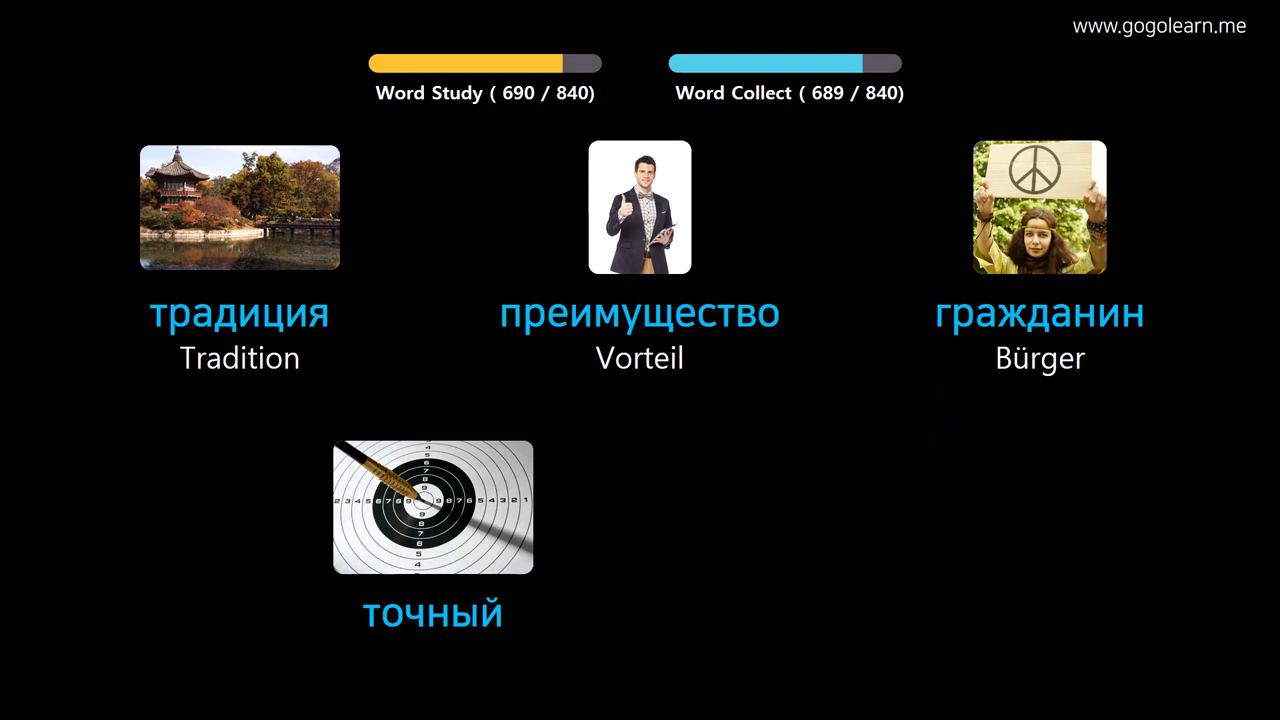 www.gogolearn.me
Word Study ( 690 / 840)
Word Collect ( 689 / 840)
традиция
преимущество
гражданин
Tradition
Vorteil
Bürger
точный